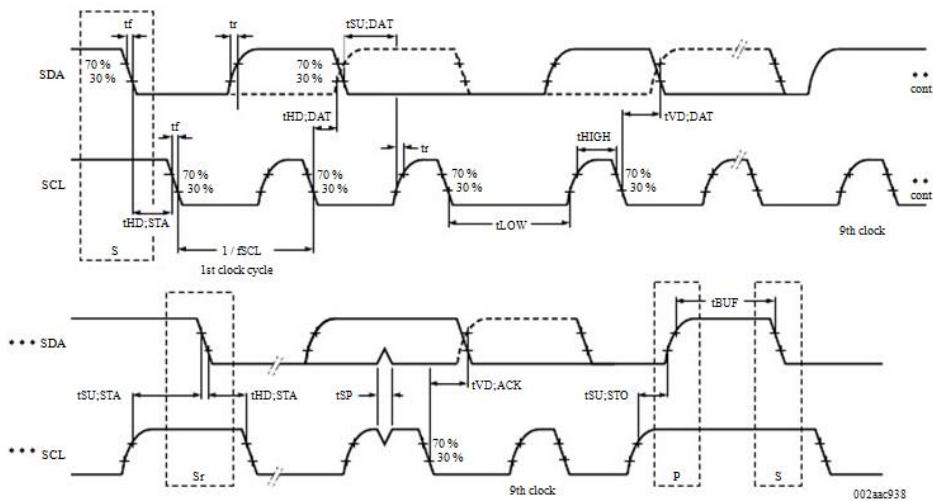 tf
tr
tSU;DAT
70 %
30 %
SDA
70 %
30 %
cont
tHD;DAT
tVD;DAT
tf
tr
tHIGH
SCL
70 %
30 %
70 %
30 %
70 %
30 %
cont
tHD;STA
tLOW
S
1 / fSCL
1st clock cycle
9th clock
tBUF
SDA
tSU;STA
tHD;STA
tSP
tVD;ACK
tSU;STO
SCL
70 %
30 %
Sr
9th clock
P
S
002aac938